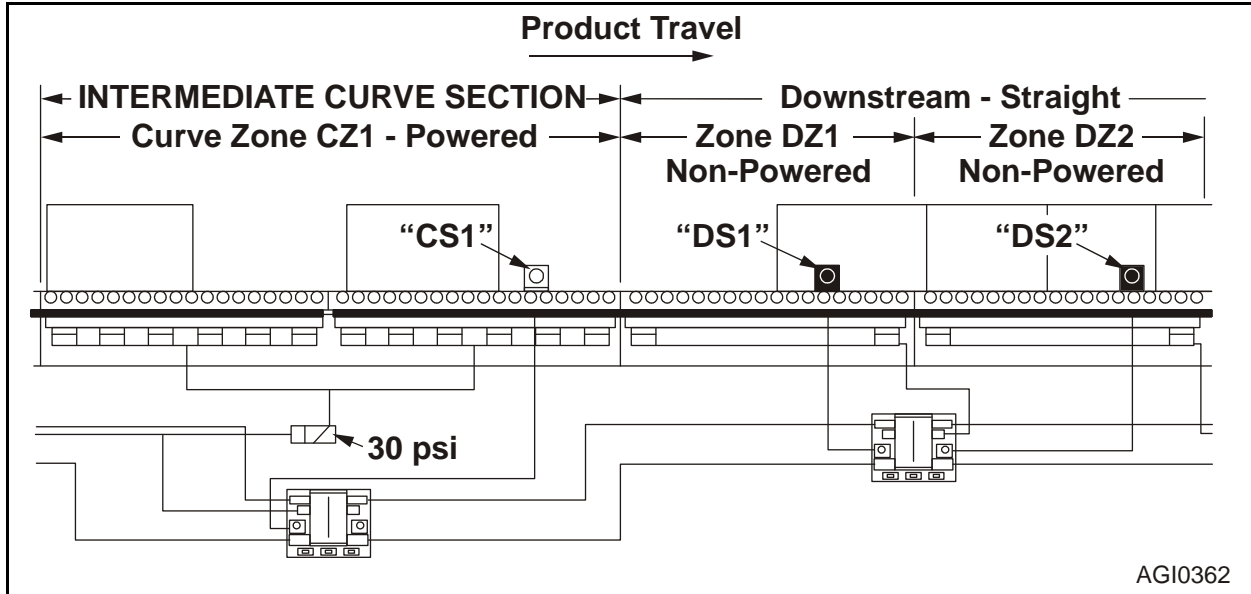 Product Travel
INTERMEDIATE CURVE SECTION
Downstream - Straight
Curve Zone CZ1 - Powered
Zone DZ1
Non-Powered
Zone DZ2
Non-Powered
“CS1”
“DS1”
“DS2”
30 psi
AGI0362